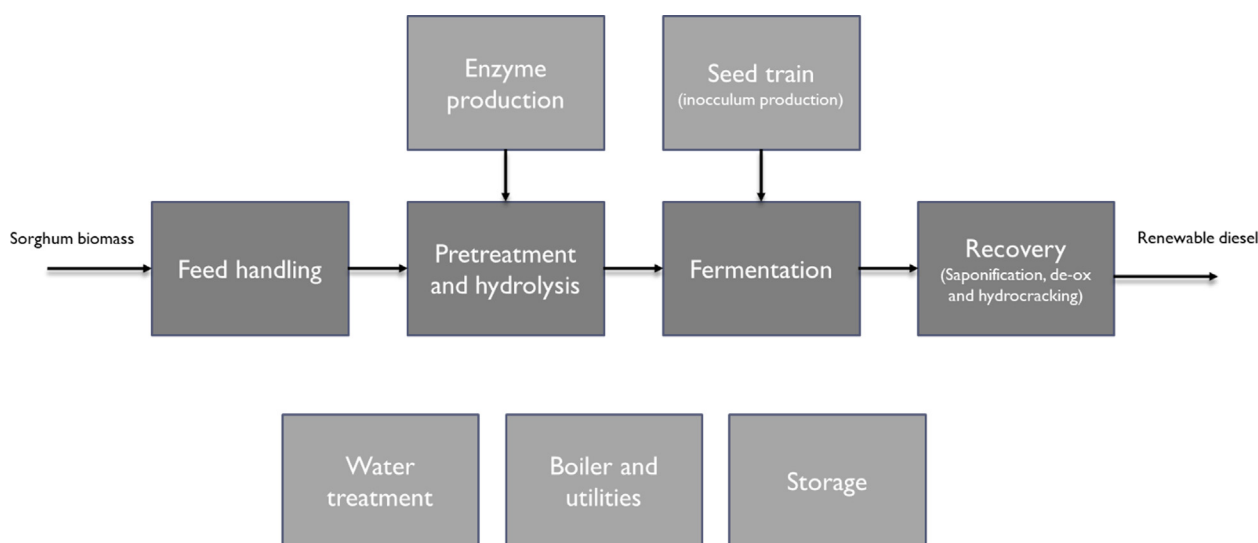 Enzyme
production
Seed train
(inocculum production)
Sorghum biomass
Feed handling
Pretreatment
and hydrolysis
Fermentation
Recovery
(Saponification, de-ox
and hydrocracking)
Renewable diesel
Water
treatment
Boiler and
utilities
Storage